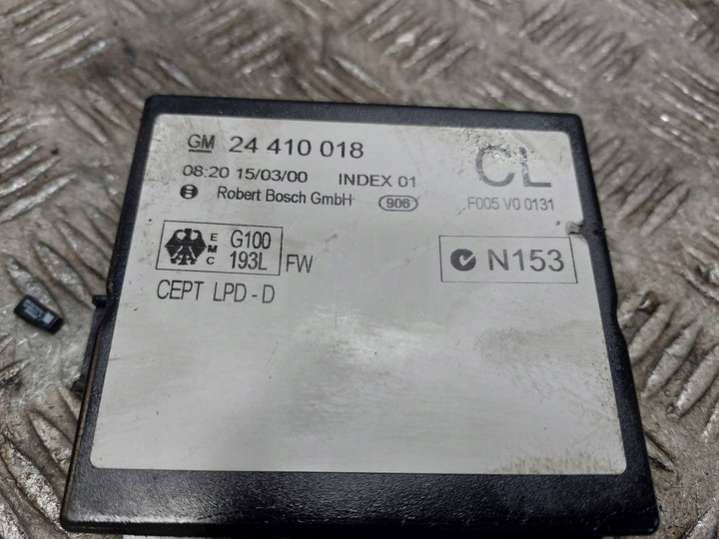 GM 24 410 018
CL
08:20 15/03/00 INDEX 01
Robert Bosch GmbH 906
F005 V0 0131
EMC G100
193L FW
N153
CEPT LPD-D